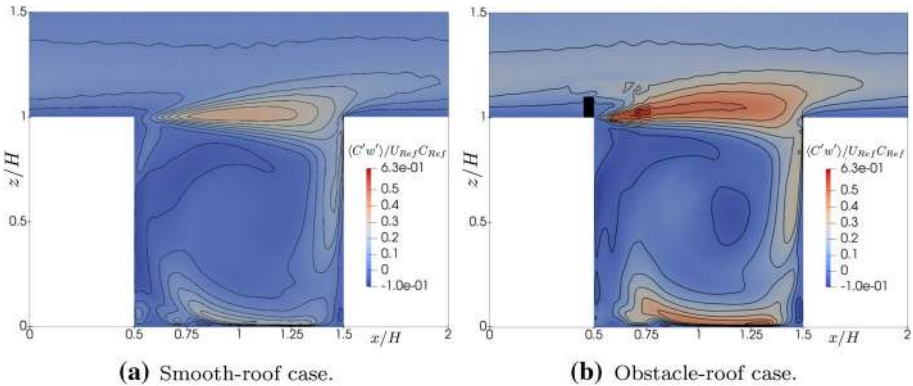 1.5
z/H
1
0.5
0
0.5
0.75
1
1.25
1.5
x/H
2
⟨C′w′⟩/U_Ref C_Ref
6.3e-01
0.5
0.4
0.3
0.2
0.1
0
-1.0e-01
(a) Smooth-roof case.
1.5
z/H
1
0.5
0
0
0.5
0.75
1
1.25
1.5
x/H
2
⟨C′w′⟩/U_Ref C_Ref
6.3e-01
0.5
0.4
0.3
0.2
0.1
0
-1.0e-01
(b) Obstacle-roof case.